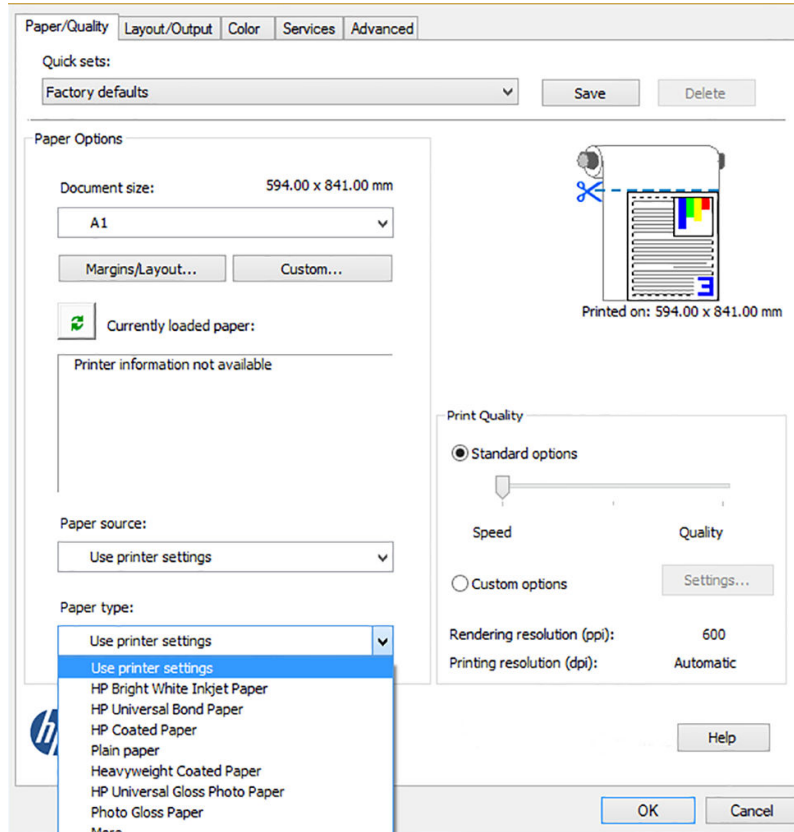 Paper/Quality Layout/Output Color Services Advanced
Quick sets:
Factory defaults Save Delete
Paper Options
Document size: 594.00 x 841.00 mm
A1
Margins/Layout... Custom...
Currently loaded paper:
Printer information not available
Printed on: 594.00 x 841.00 mm
Print Quality
Standard options
Speed Quality
Custom options Settings...
Rendering resolution (ppi): 600
Printing resolution (dpi): Automatic
Paper source:
Use printer settings
Paper type:
Use printer settings
Use printer settings
HP Bright White Inkjet Paper
HP Universal Bond Paper
HP Coated Paper
Plain paper
Heavyweight Coated Paper
HP Universal Gloss Photo Paper
Photo Gloss Paper
hp
Help
OK Cancel